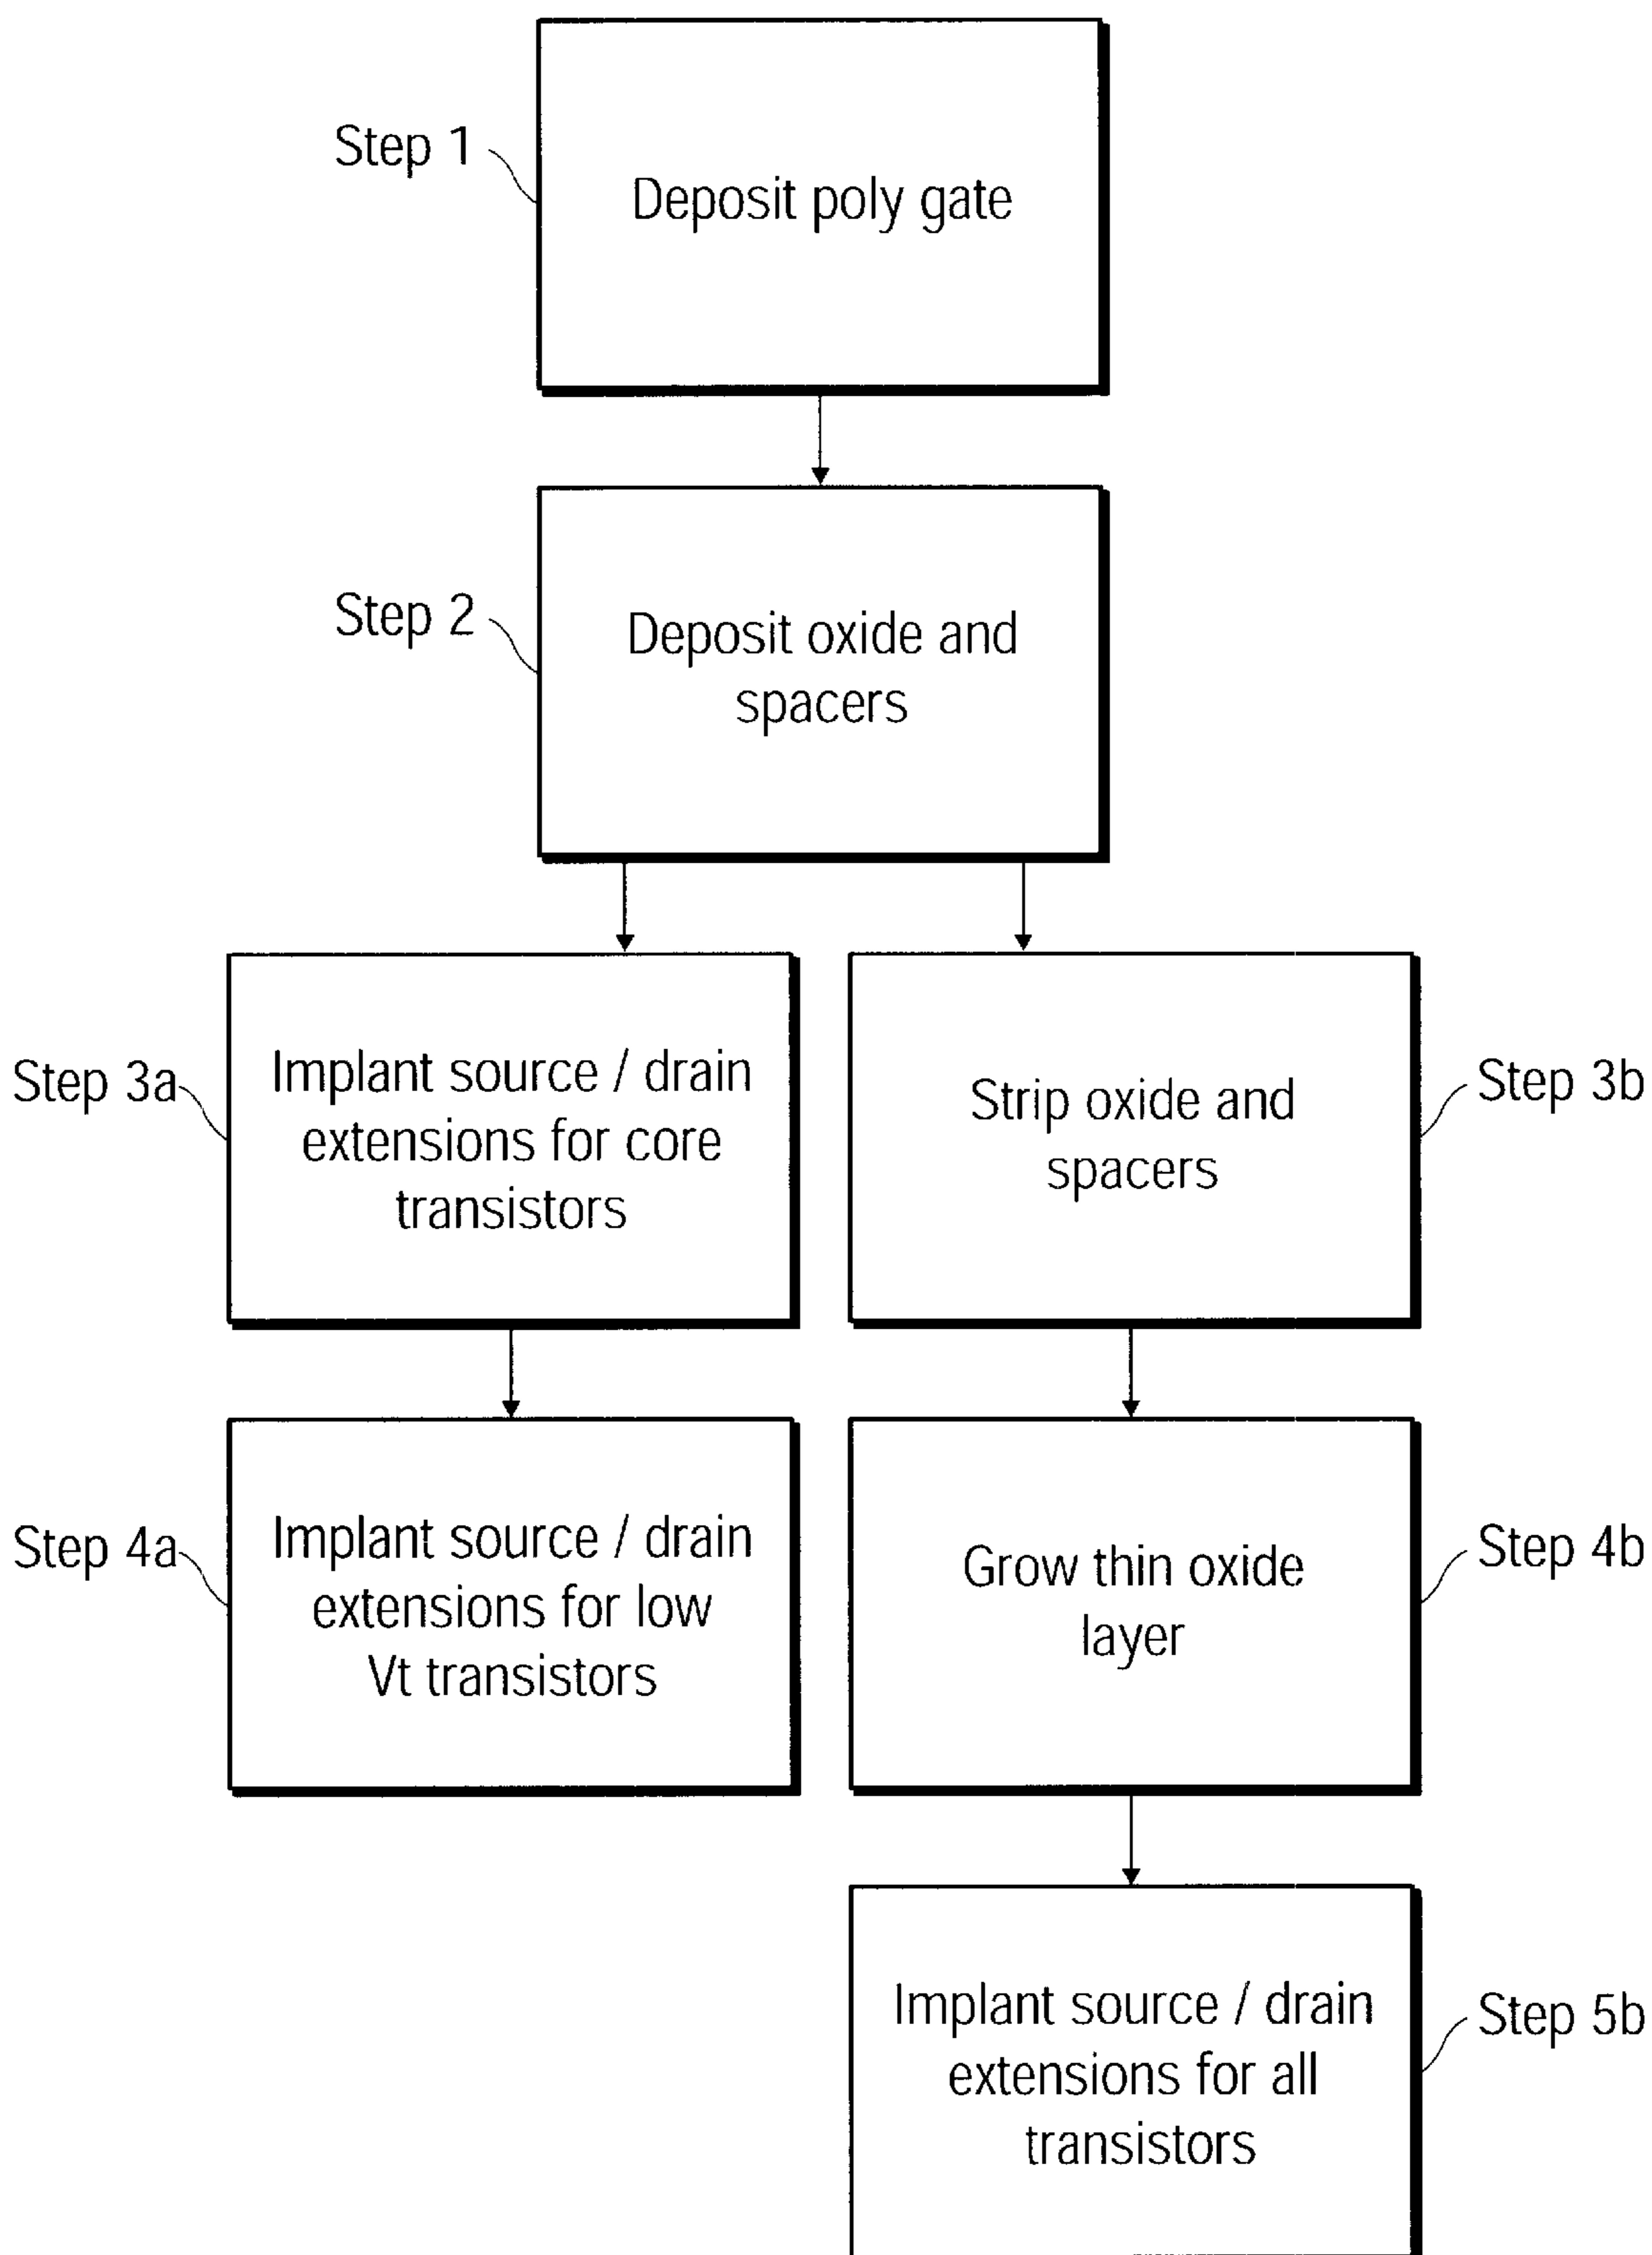 Step 1
Deposit poly gate
Step 2
Deposit oxide and
spacers
Step 3a
Implant source / drain
extensions for core
transistors
Strip oxide and
spacers
Step 3b
Step 4a
Implant source / drain
extensions for low
Vt transistors
Grow thin oxide
layer
Step 4b
Implant source / drain
extensions for all
transistors
Step 5b